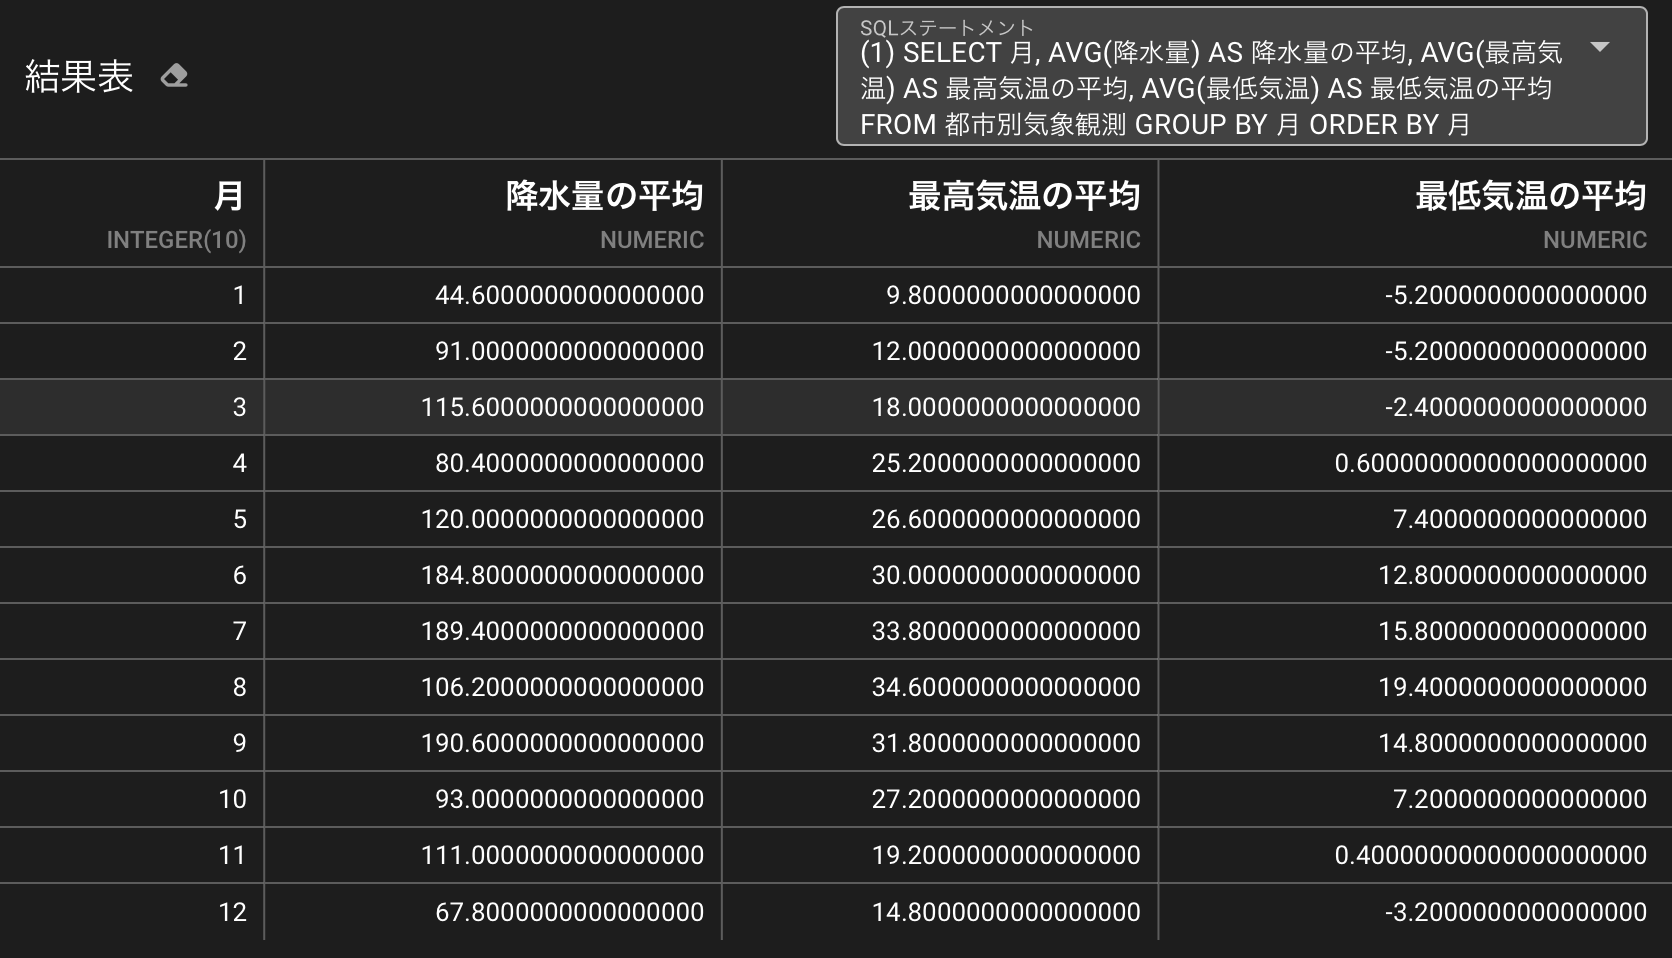 結果表
SQLステートメント
(1) SELECT 月, AVG(降水量) AS 降水量の平均, AVG(最高気
温) AS 最高気温の平均, AVG(最低気温) AS 最低気温の平均
FROM 都市別気象観測 GROUP BY 月 ORDER BY 月
月 降水量の平均 最高気温の平均 最低気温の平均
INTEGER(10) NUMERIC NUMERIC NUMERIC
1 44.6000000000000000 9.8000000000000000 -5.2000000000000000
2 91.0000000000000000 12.0000000000000000 -5.2000000000000000
3 115.6000000000000000 18.0000000000000000 -2.4000000000000000
4 80.4000000000000000 25.2000000000000000 0.60000000000000000000
5 120.0000000000000000 26.6000000000000000 7.4000000000000000
6 184.8000000000000000 30.0000000000000000 12.8000000000000000
7 189.4000000000000000 33.8000000000000000 15.8000000000000000
8 106.2000000000000000 34.6000000000000000 19.4000000000000000
9 190.6000000000000000 31.8000000000000000 14.8000000000000000
10 93.0000000000000000 27.2000000000000000 7.2000000000000000
11 111.0000000000000000 19.2000000000000000 0.40000000000000000000
12 67.8000000000000000 14.8000000000000000 -3.2000000000000000